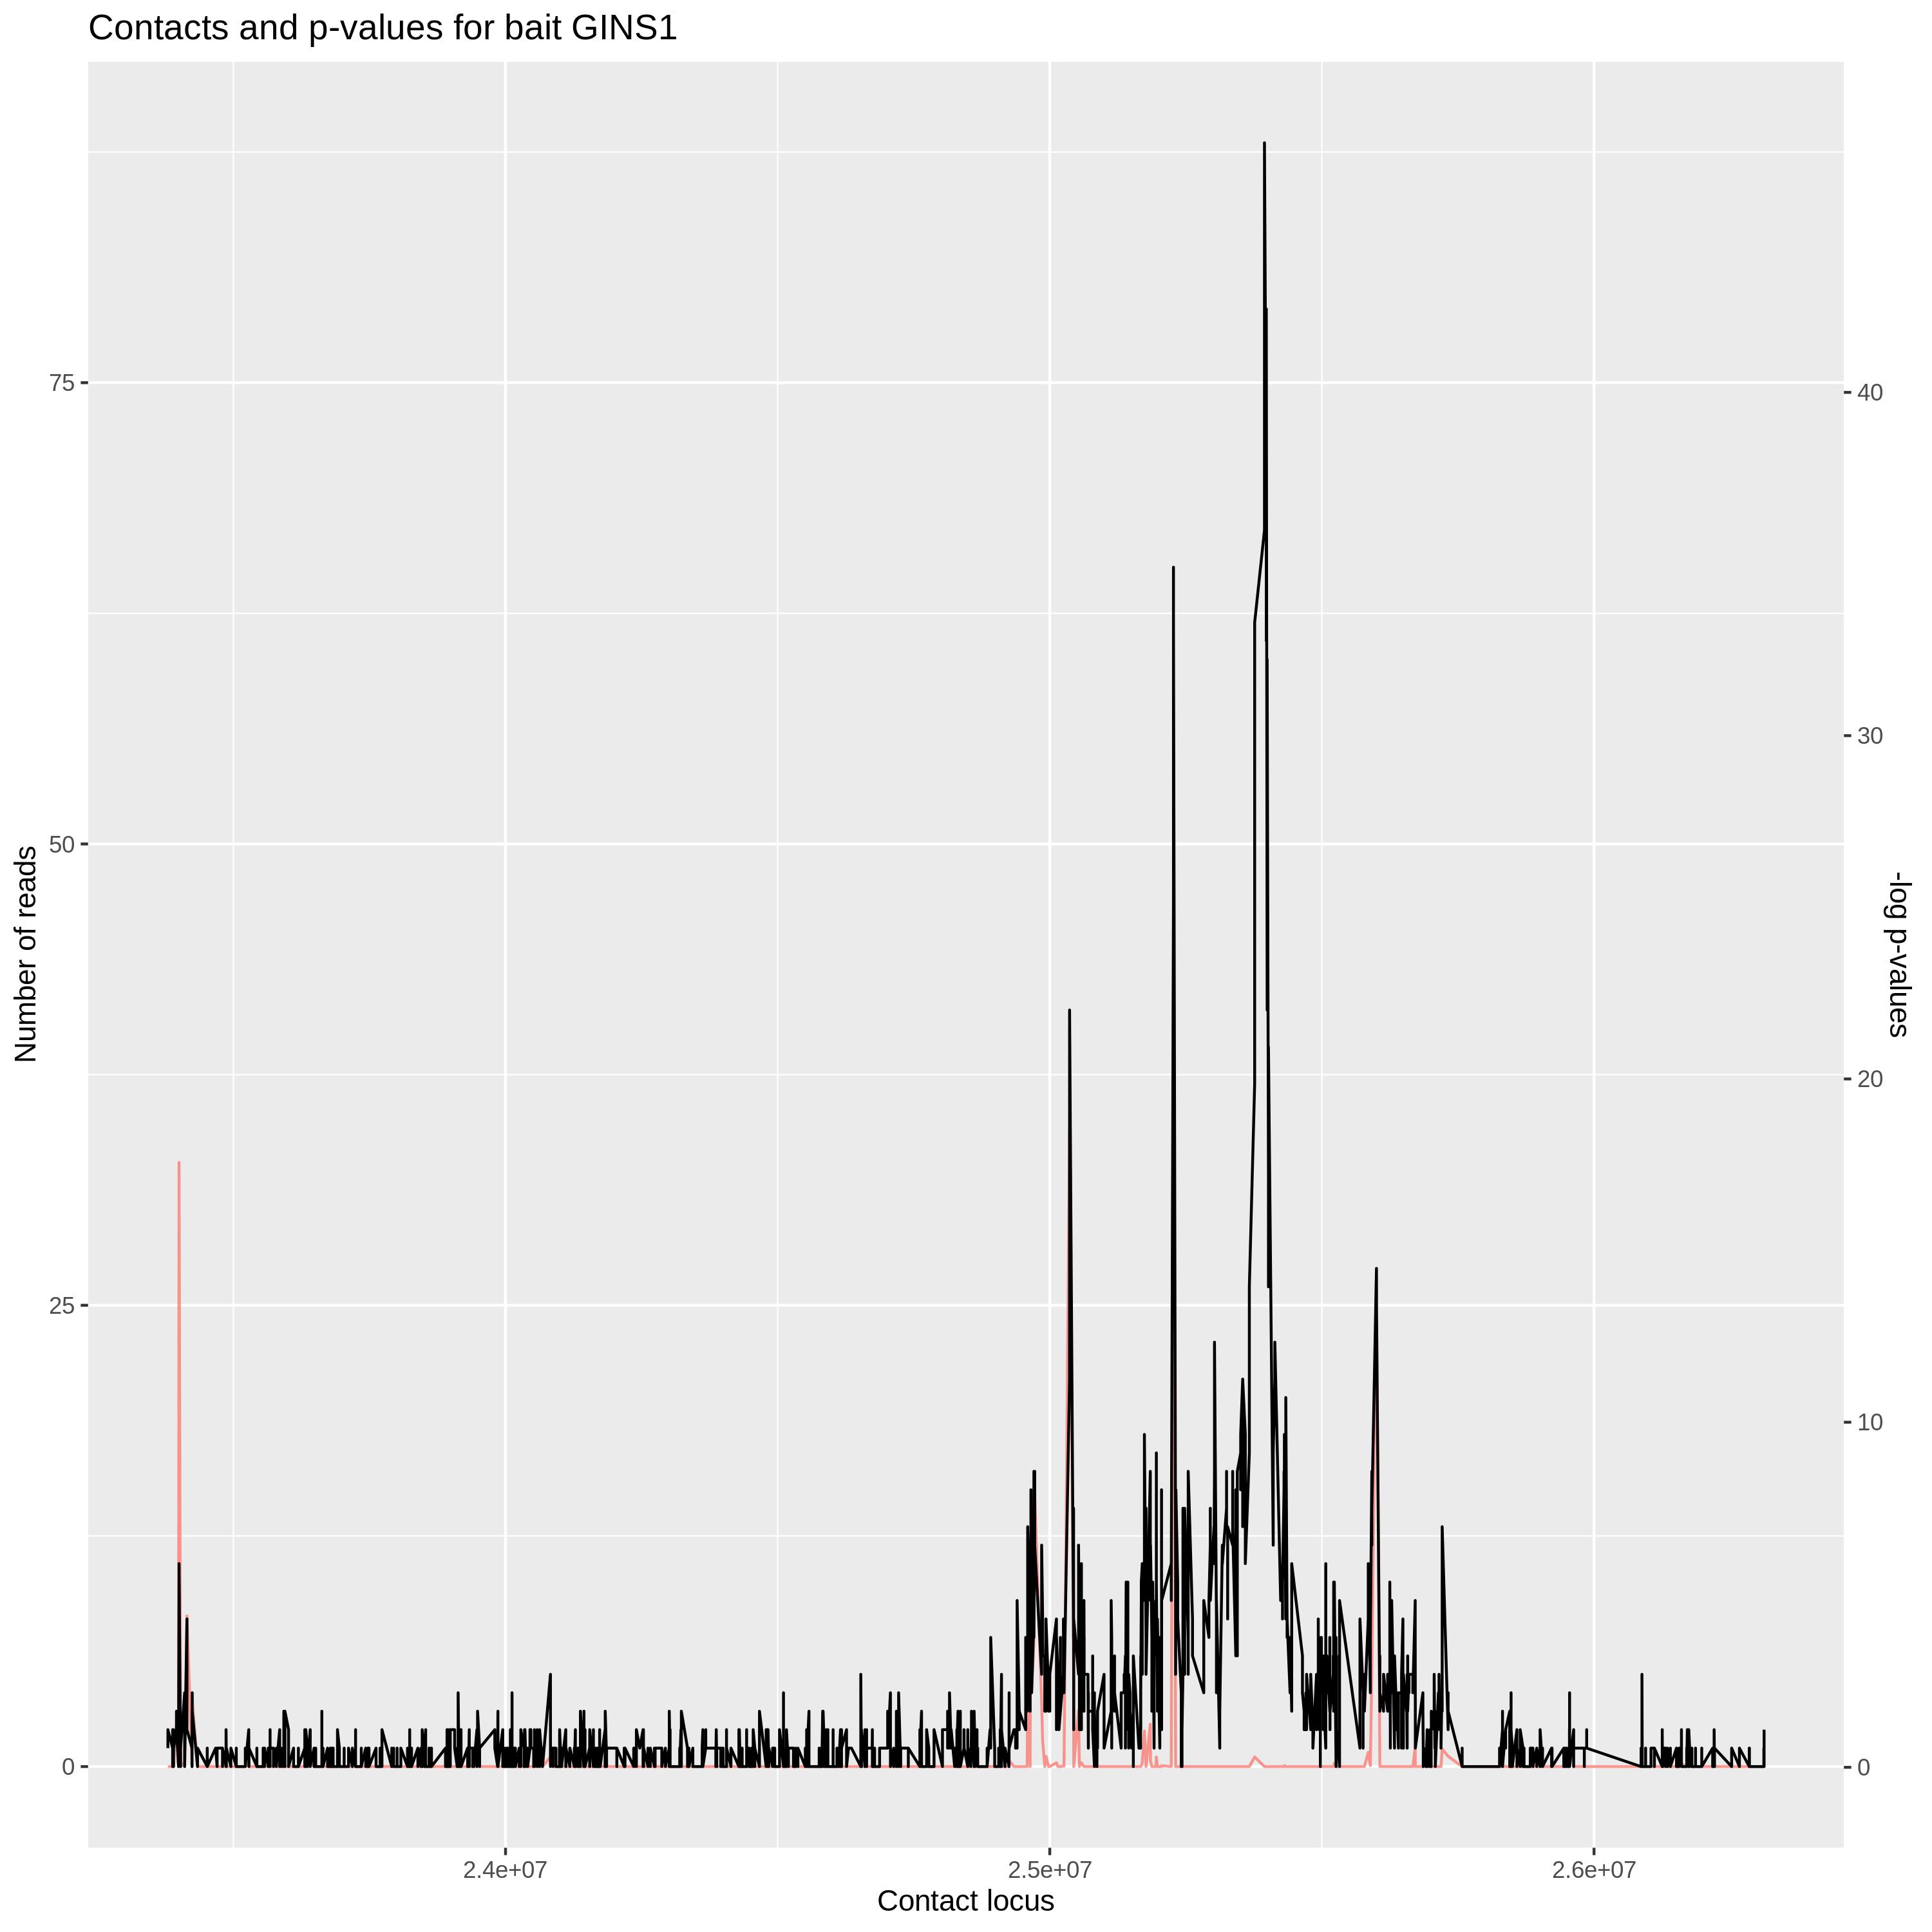 Contacts and p-values for bait GINS1
75
50
25
0
Number of reads
40
30
20
10
0
-log p-values
2.4e+07
2.5e+07
2.6e+07
Contact locus